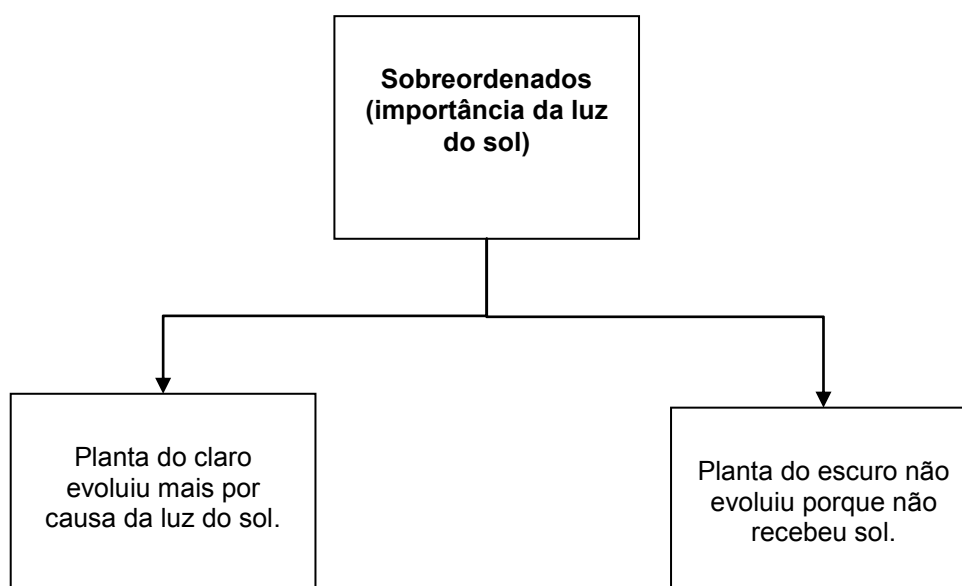 Sobreordenados
(importância da luz
do sol)
Planta do claro
evoluiu mais por
causa da luz do sol.
Planta do escuro não
evoluiu porque não
recebeu sol.